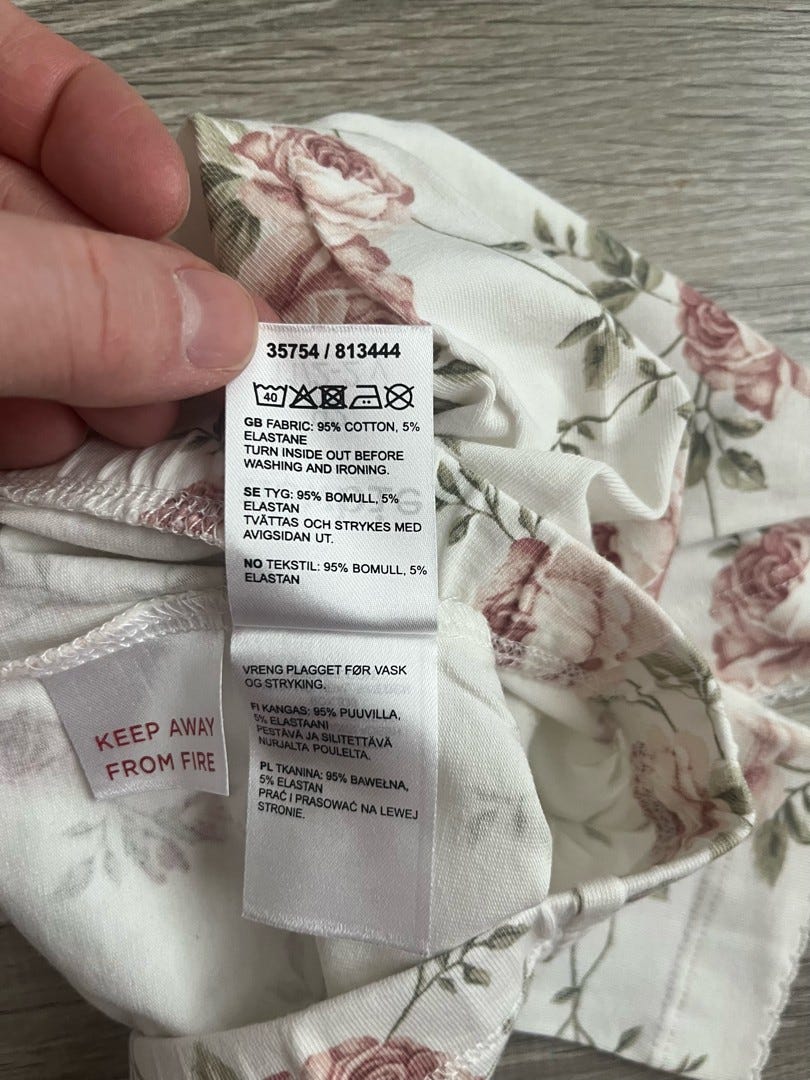 35754 / 813444
40
GB FABRIC: 95% COTTON, 5%
ELASTANE
TURN INSIDE OUT BEFORE
WASHING AND IRONING.
SE TYG: 95% BOMULL, 5%
ELASTAN
TVÄTTAS OCH STRYKES MED
AVIGSIDAN UT.
NO TEKSTIL: 95% BOMULL, 5%
ELASTAN
VRENG PLAGGET FØR VASK
OG STRYKING.
FI KANGAS: 95% PUUVILLA,
5% ELASTAANI
PESTÄVÄ JA SILITETTÄVÄ
NURJALTA POULELTA.
PL TKANINA: 95% BAWEŁNA,
5% ELASTAN
PRAĆ I PRASOWAĆ NA LEWEJ
STRONIE.
KEEP AWAY
FROM FIRE